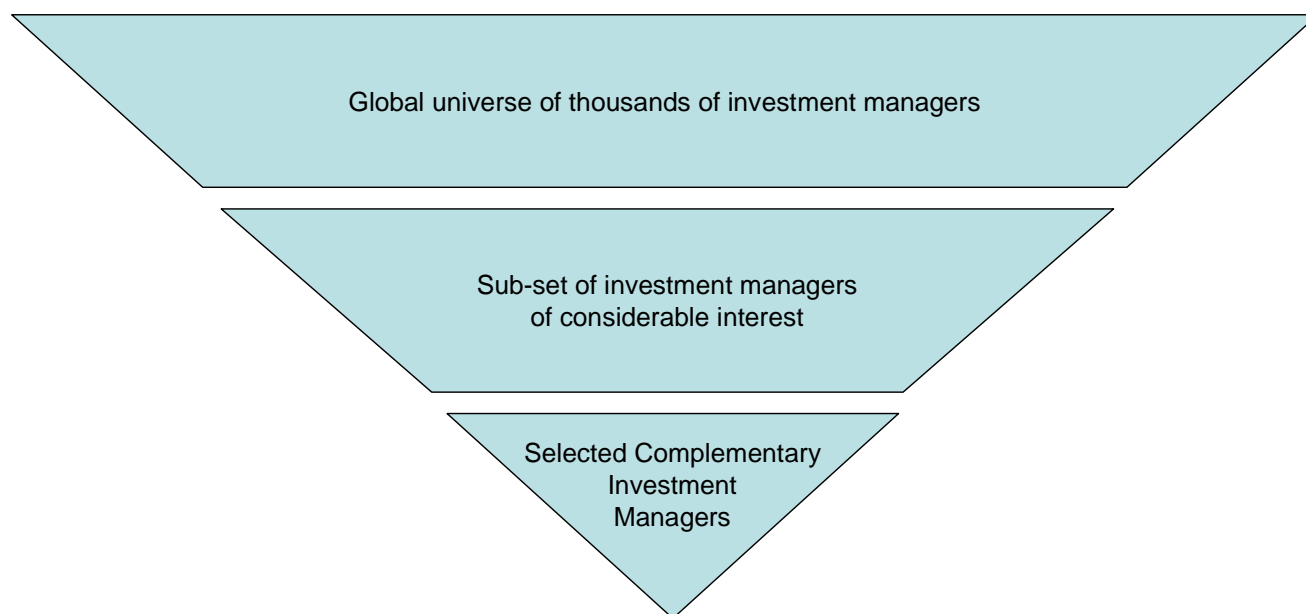 Global universe of thousands of investment managers
Sub-set of investment managers
of considerable interest
Selected Complementary
Investment
Managers